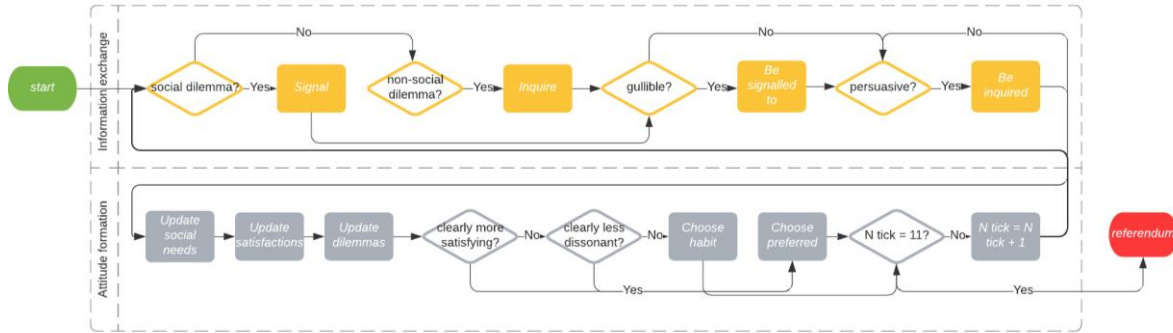 Information exchange
No
No
No
start
social dilemma?
Yes
Signal
non-social
dilemma?
Yes
Inquire
gullible?
Yes
Be
signalled
to
persuasive?
Yes
Be
inquired
Attitude formation
Update
social
needs
Update
satisfactions
Update
dilemmas
clearly more
satisfying?
No
clearly less
dissonant?
No
Choose
habit
Choose
preferred
N tick = 11?
No
N tick = N
tick + 1
referendum
Yes
Yes